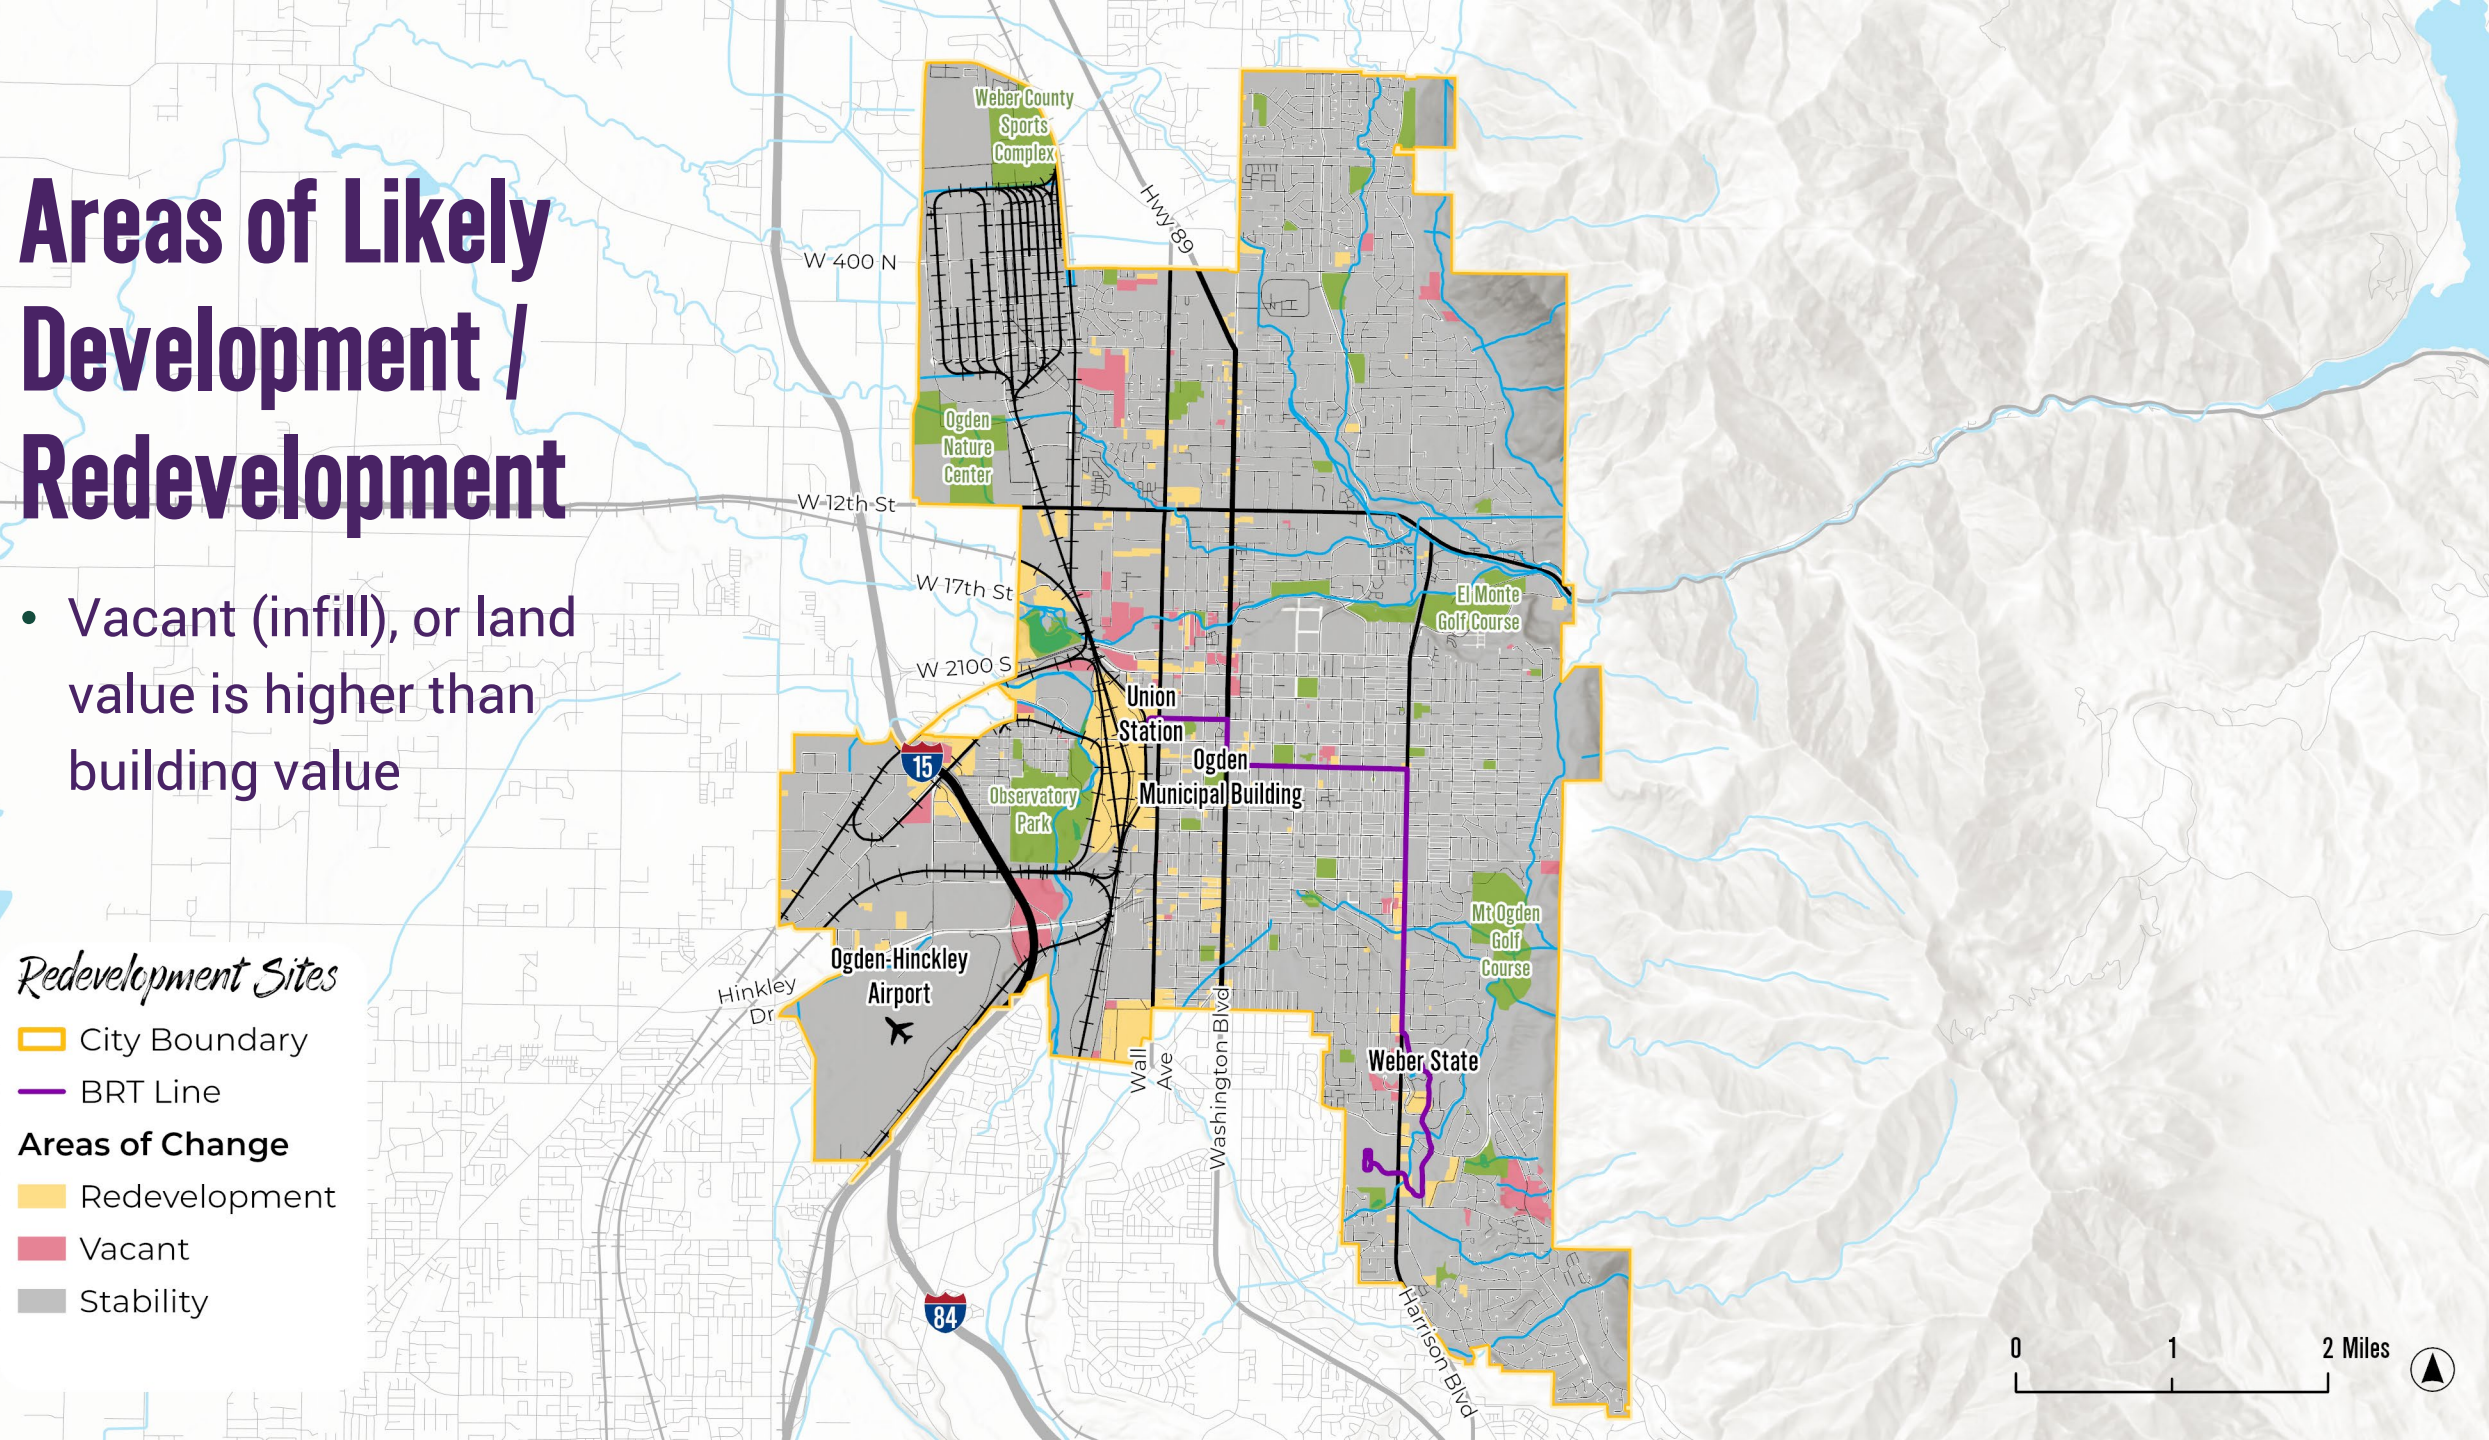 Areas of Likely
Development /
Redevelopment
• Vacant (infill), or land
value is higher than
building value
Redevelopment Sites
City Boundary
BRT Line
Areas of Change
Redevelopment
Vacant
Stability
Weber County
Sports
Complex
Hwy 89
W 400 N
Ogden
Nature
Center
W 12th St
W 17th St
El Monte
Golf Course
W 2100 S
Union
Station
15
Ogden
Municipal Building
Observatory
Park
Mt Ogden
Golf
Course
Ogden-Hinckley
Airport
Hinkley
Dr
Wall
Ave
Washington Blvd
Weber State
84
Harrison Blvd
0 1 2 Miles